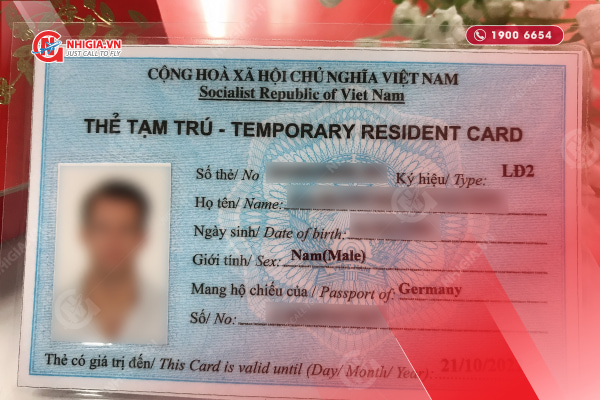 NHIGIA.VN
JUST CALL TO FLY
1900 6654
CỘNG HOÀ XÃ HỘI CHỦ NGHĨA VIỆT NAM
Socialist Republic of Viet Nam
THẺ TẠM TRÚ - TEMPORARY RESIDENT CARD
Số thẻ/ No Ký hiệu/ Type: LĐ2
Họ tên/ Name:
Ngày sinh/ Date of birth:
Giới tính/ Sex: Nam(Male)
Mang hộ chiếu của / Passport of: Germany
Số/ No:
Thẻ có giá trị đến/ This Card is valid until (Day/ Month/ Year): 21/10/